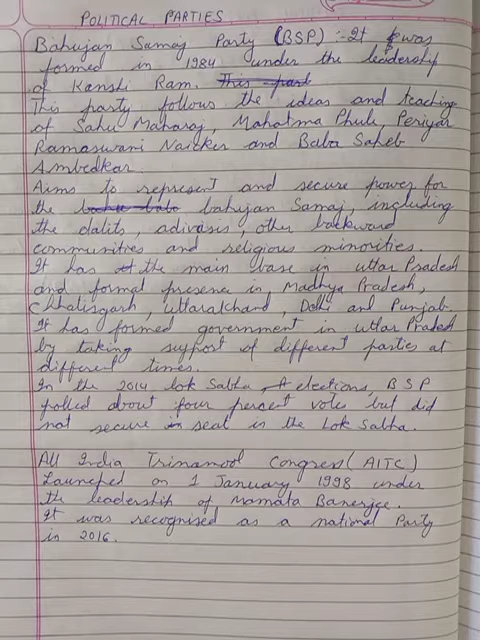 POLITICAL PARTIES
Bahujan Samaj Party (BSP) :- It was
formed in 1984 under the leadership
of Kanshi Ram. This part
This party follows the ideas and teaching
of Sahu Maharaj, Mahatma Phule, Periyar
Ramaswami Naicker and Baba Saheb
Ambedkar.
Aims to represent and secure power for
the bahujan Samaj, including
the dalits, adivasis, other backward
communities and religious minorities.
It has the main base in uttar Pradesh
and formal presence in Madhya Pradesh,
Chhatisgarh, uttarakhand, Delhi and Punjab.
It has formed government in uttar Pradesh
by taking support of different parties at
different times.
In the 2014 lok Sabha elections, BSP
polled about four percent votes but did
not secure seat in the Lok Sabha.
All India Trinamool Congress (AITC)
Launched on 1 January 1998 under
the leadership of Mamata Banerjee.
It was recognised as a national Party
in 2016.